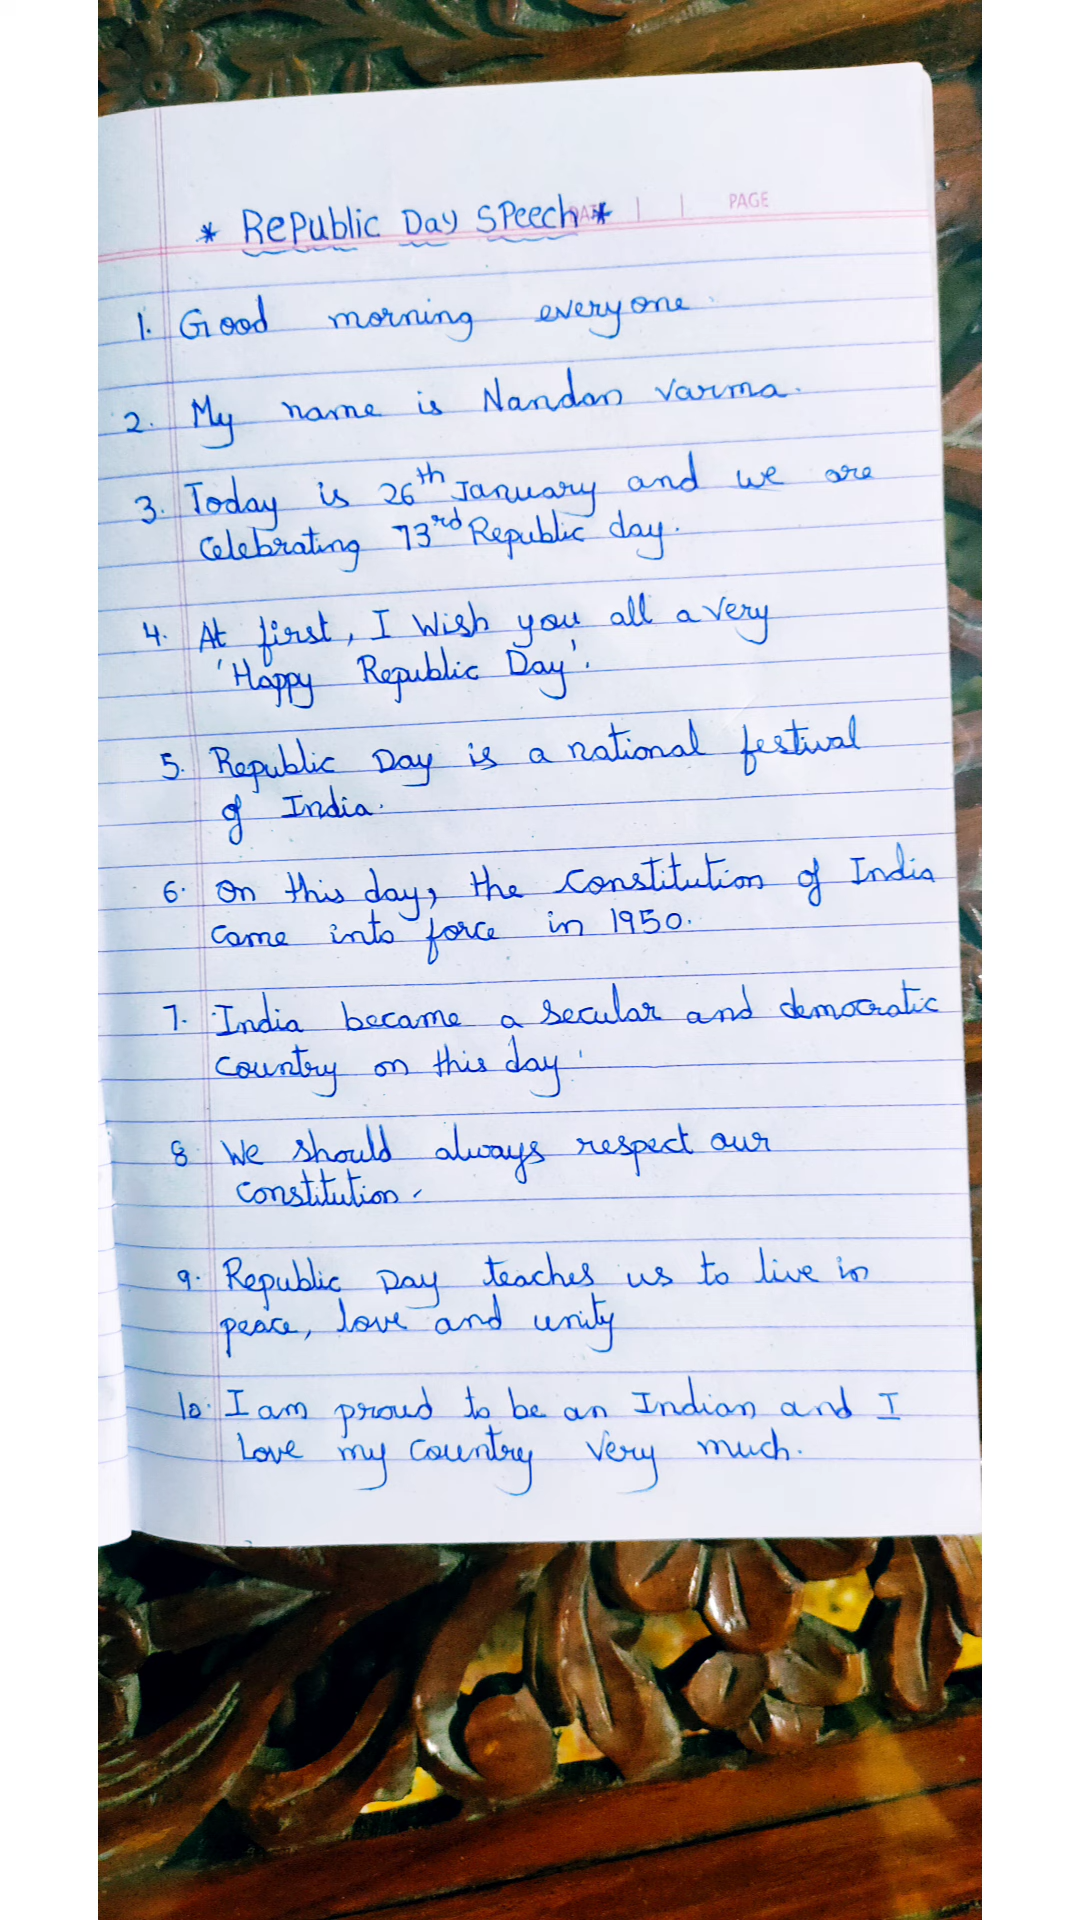 * Republic Day Speech *
DATE
PAGE
1. Good morning everyone.
2. My name is Nandan Varma.
3. Today is 26th January and we are
celebrating 73rd Republic day.
4. At first, I wish you all a very
'Happy Republic Day'.
5. Republic Day is a national festival
of India.
6. On this day, the constitution of India
came into force in 1950.
7. India became a secular and democratic
country on this day.
8 We should always respect our
constitution.
9. Republic Day teaches us to live in
peace, love and unity
10. I am proud to be an Indian and I
Love my country very much.